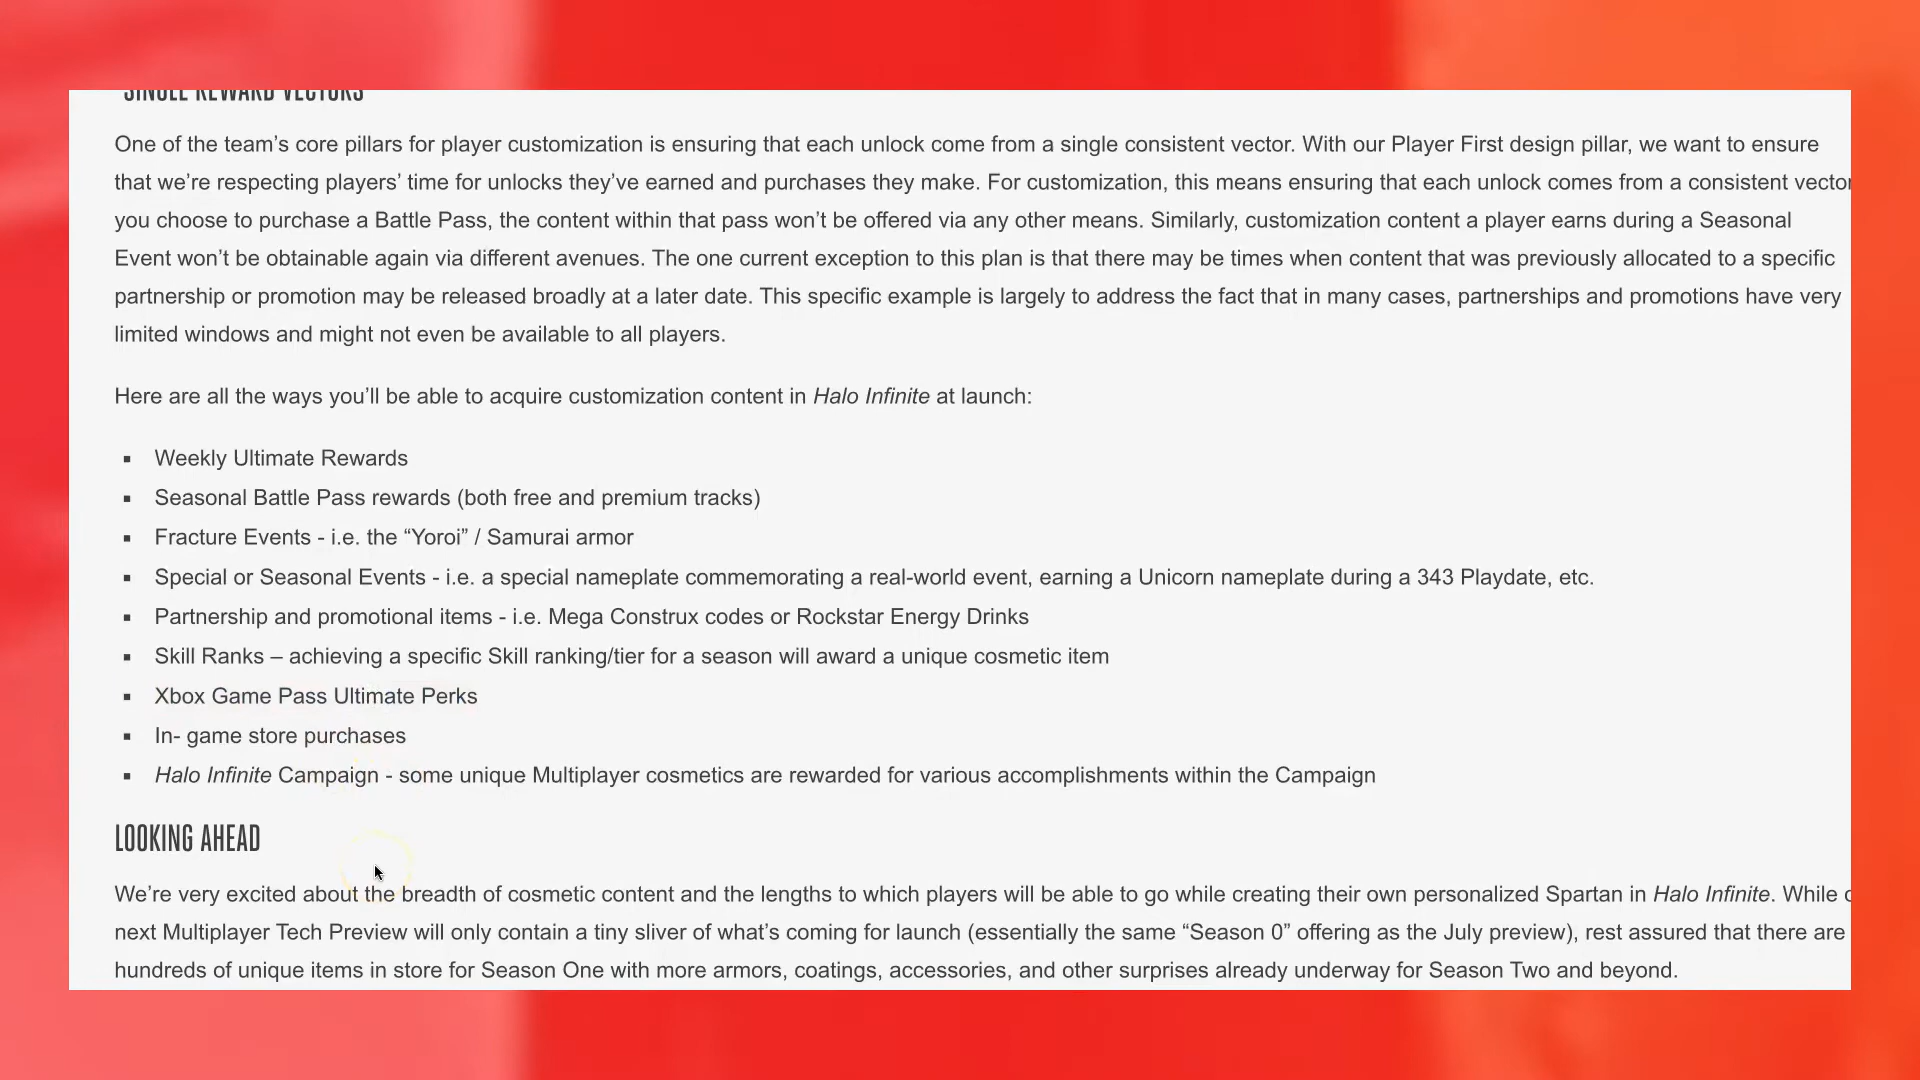 SINGLE REWARD VECTORS
One of the team’s core pillars for player customization is ensuring that each unlock come from a single consistent vector. With our Player First design pillar, we want to ensure
that we’re respecting players’ time for unlocks they’ve earned and purchases they make. For customization, this means ensuring that each unlock comes from a consistent vector
you choose to purchase a Battle Pass, the content within that pass won’t be offered via any other means. Similarly, customization content a player earns during a Seasonal
Event won’t be obtainable again via different avenues. The one current exception to this plan is that there may be times when content that was previously allocated to a specific
partnership or promotion may be released broadly at a later date. This specific example is largely to address the fact that in many cases, partnerships and promotions have very
limited windows and might not even be available to all players.
Here are all the ways you’ll be able to acquire customization content in Halo Infinite at launch:
▪ Weekly Ultimate Rewards
▪ Seasonal Battle Pass rewards (both free and premium tracks)
▪ Fracture Events - i.e. the “Yoroi” / Samurai armor
▪ Special or Seasonal Events - i.e. a special nameplate commemorating a real-world event, earning a Unicorn nameplate during a 343 Playdate, etc.
▪ Partnership and promotional items - i.e. Mega Construx codes or Rockstar Energy Drinks
▪ Skill Ranks – achieving a specific Skill ranking/tier for a season will award a unique cosmetic item
▪ Xbox Game Pass Ultimate Perks
▪ In- game store purchases
▪ Halo Infinite Campaign - some unique Multiplayer cosmetics are rewarded for various accomplishments within the Campaign
LOOKING AHEAD
We’re very excited about the breadth of cosmetic content and the lengths to which players will be able to go while creating their own personalized Spartan in Halo Infinite. While
next Multiplayer Tech Preview will only contain a tiny sliver of what’s coming for launch (essentially the same “Season 0” offering as the July preview), rest assured that there are
hundreds of unique items in store for Season One with more armors, coatings, accessories, and other surprises already underway for Season Two and beyond.